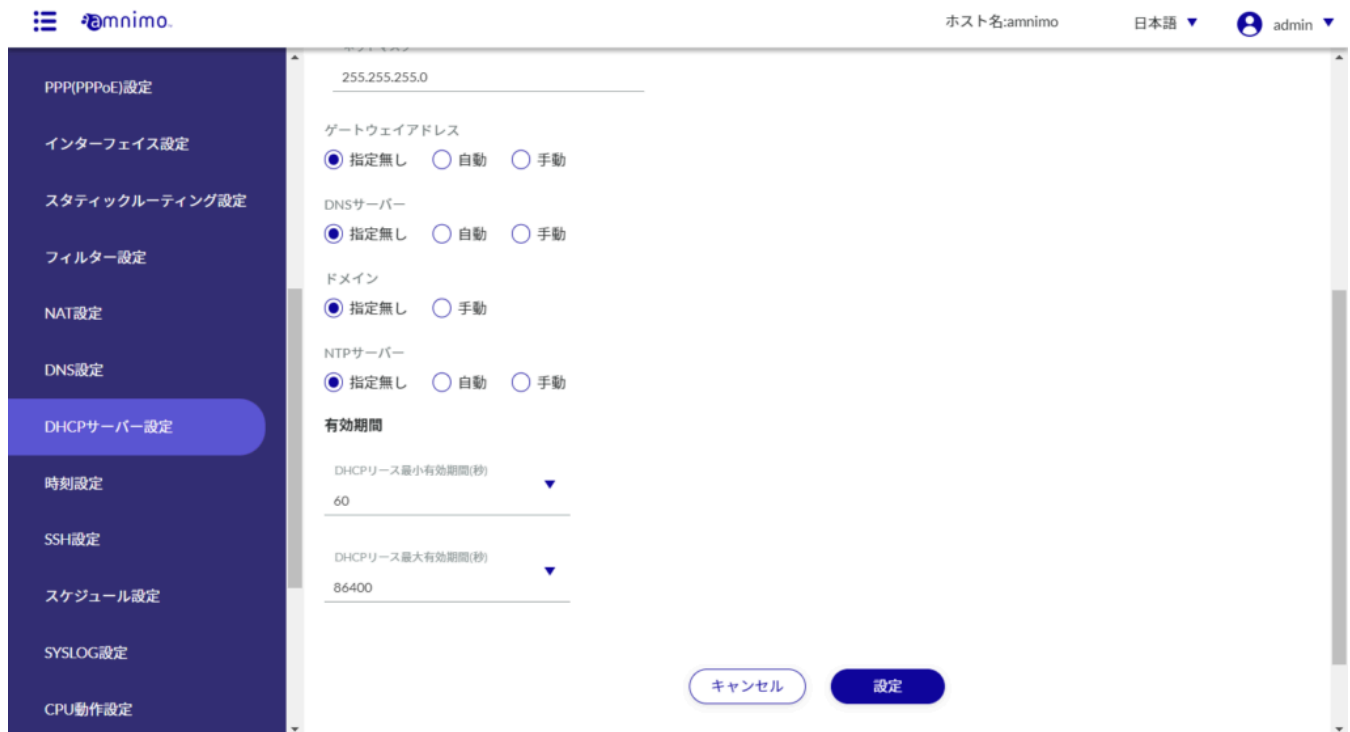 amnimo
ホスト名:amnimo
日本語
admin
PPP(PPPoE)設定
インターフェイス設定
スタティックルーティング設定
フィルター設定
NAT設定
DNS設定
DHCPサーバー設定
時刻設定
SSH設定
スケジュール設定
SYSLOG設定
CPU動作設定
255.255.255.0
ゲートウェイアドレス
指定無し 自動 手動
DNSサーバー
指定無し 自動 手動
ドメイン
指定無し 手動
NTPサーバー
指定無し 自動 手動
有効期間
DHCPリース最小有効期間(秒)
60
DHCPリース最大有効期間(秒)
86400
キャンセル 設定